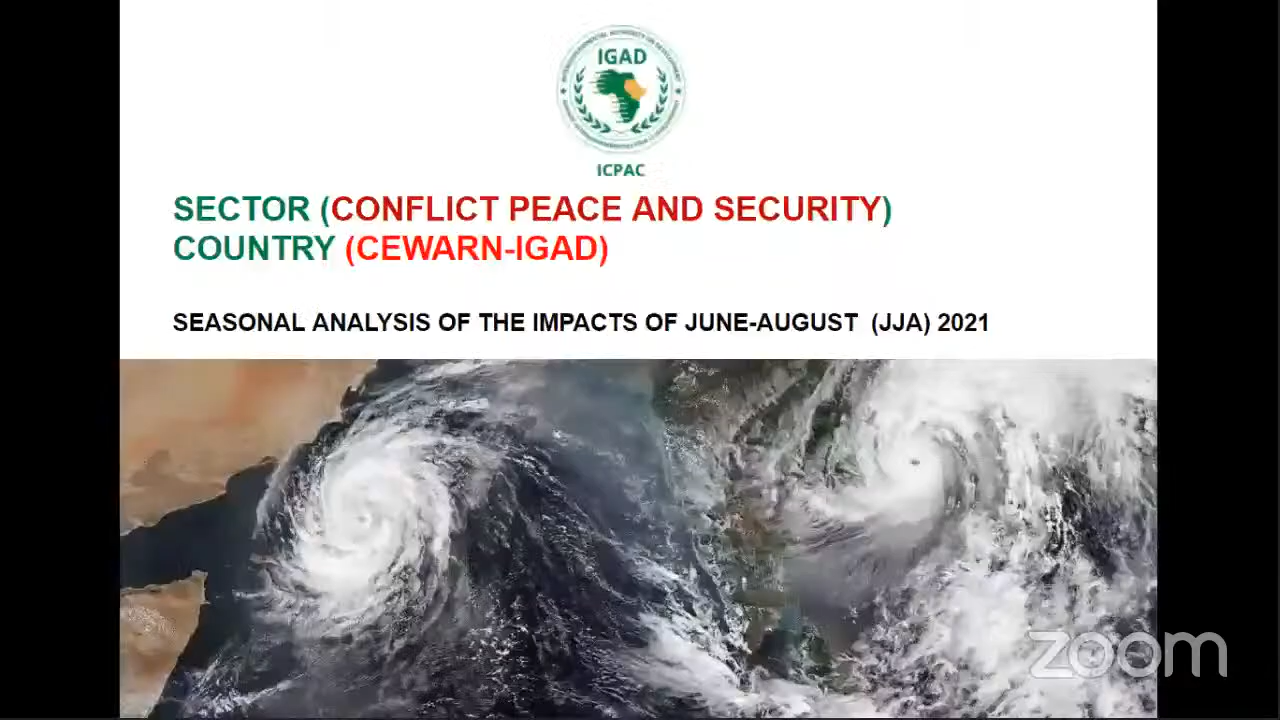 IGAD
ICPAC
SECTOR (CONFLICT PEACE AND SECURITY)
COUNTRY (CEWARN-IGAD)
SEASONAL ANALYSIS OF THE IMPACTS OF JUNE-AUGUST (JJA) 2021
zoom